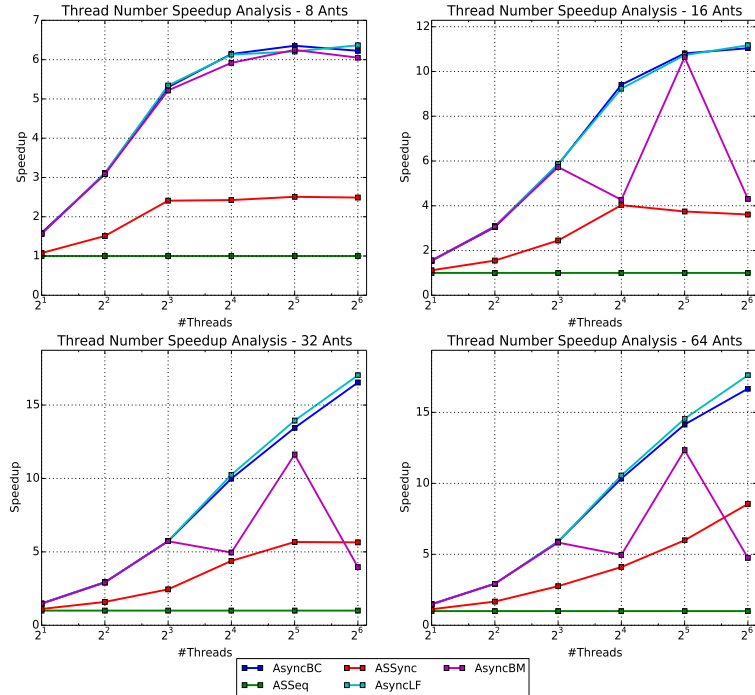 Thread Number Speedup Analysis - 8 Ants
7
6
5
4
3
2
1
0
Speedup
2^1 2^2 2^3 2^4 2^5 2^6
#Threads
Thread Number Speedup Analysis - 16 Ants
12
10
8
6
4
2
0
Speedup
2^1 2^2 2^3 2^4 2^5 2^6
#Threads
Thread Number Speedup Analysis - 32 Ants
15
10
5
0
Speedup
2^1 2^2 2^3 2^4 2^5 2^6
#Threads
Thread Number Speedup Analysis - 64 Ants
15
10
5
0
Speedup
2^1 2^2 2^3 2^4 2^5 2^6
#Threads
AsyncBC ASSync AsyncBM
ASSeq AsyncLF